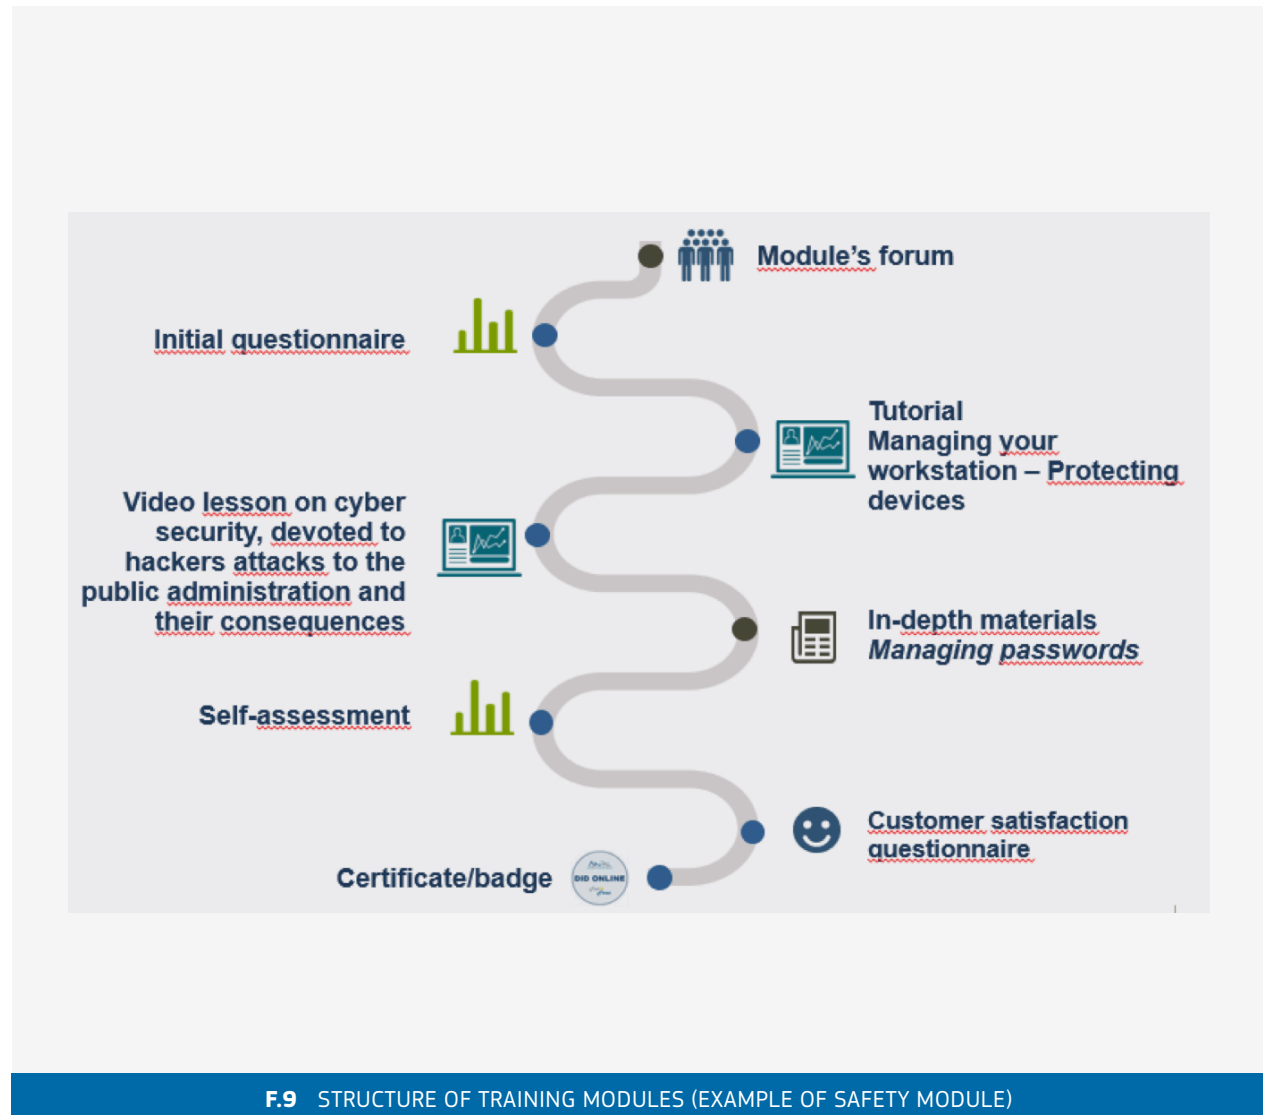 Module's forum
Initial questionnaire
Tutorial
Managing your
workstation – Protecting
devices
Video lesson on cyber
security, devoted to
hackers attacks to the
public administration and
their consequences
In-depth materials
Managing passwords
Self-assessment
Customer satisfaction
questionnaire
Certificate/badge
DID ONLINE
F.9 STRUCTURE OF TRAINING MODULES (EXAMPLE OF SAFETY MODULE)